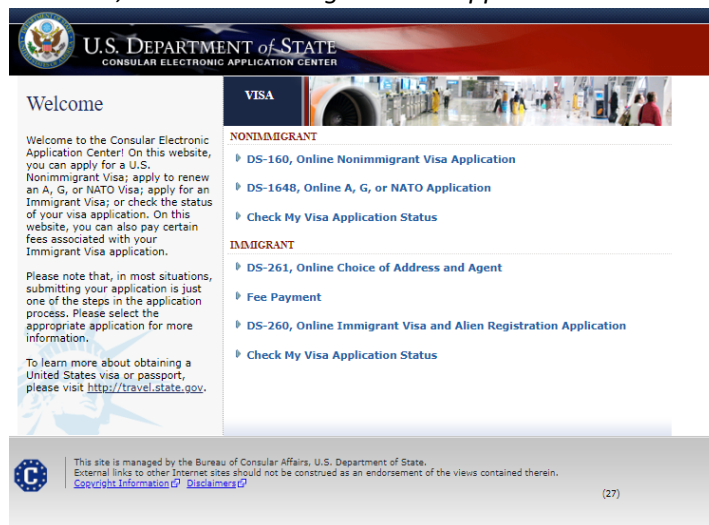 U.S. DEPARTMENT of STATE
CONSULAR ELECTRONIC APPLICATION CENTER
Welcome
Welcome to the Consular Electronic
Application Center! On this website,
you can apply for a U.S.
Nonimmigrant Visa; apply to renew
an A, G, or NATO Visa; apply for an
Immigrant Visa; or check the status
of your visa application. On this
website, you can also pay certain
fees associated with your
Immigrant Visa application.
Please note that, in most situations,
submitting your application is just
one of the steps in the application
process. Please select the
appropriate application for more
information.
To learn more about obtaining a
United States visa or passport,
please visit http://travel.state.gov.
VISA
NONIMMIGRANT
DS-160, Online Nonimmigrant Visa Application
DS-1648, Online A, G, or NATO Application
Check My Visa Application Status
IMMIGRANT
DS-261, Online Choice of Address and Agent
Fee Payment
DS-260, Online Immigrant Visa and Alien Registration Application
Check My Visa Application Status
C
This site is managed by the Bureau of Consular Affairs, U.S. Department of State.
External links to other Internet sites should not be construed as an endorsement of the views contained therein.
Copyright Information Disclaimers
(27)